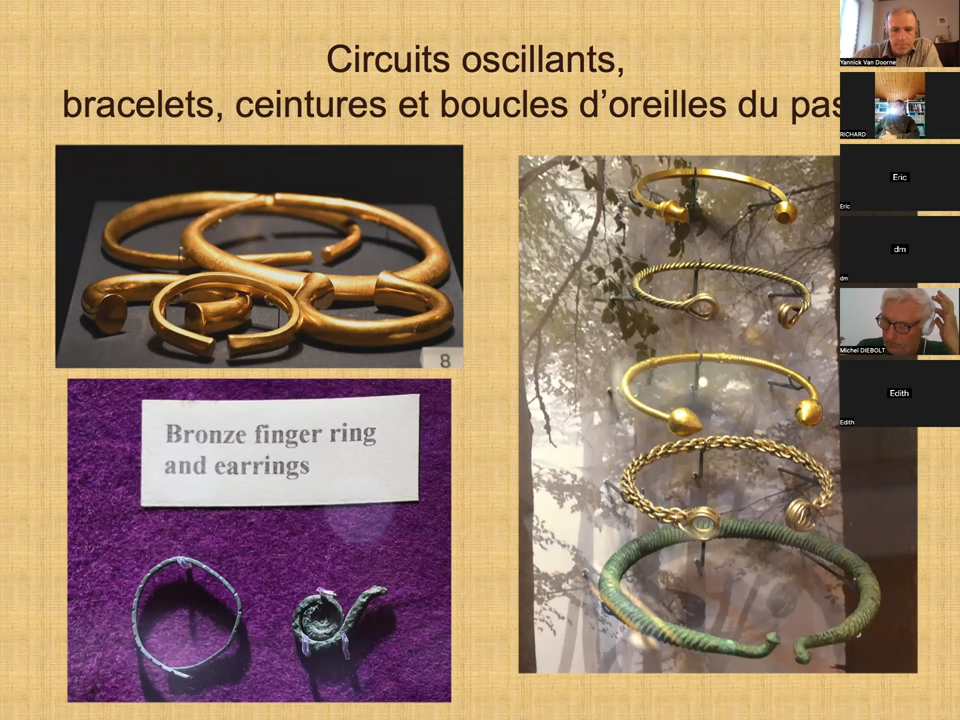 Circuits oscillants,
bracelets, ceintures et boucles d'oreilles du pas
8
Bronze finger ring
and earrings
Yannick Van Doorne
RICHARD
Eric
Eric
dm
dm
Michel DIEBOLT
Edith
Edith